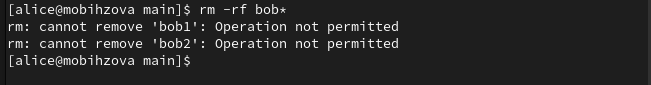 [alice@mobihzova main]$ rm -rf bob*
rm: cannot remove 'bob1': Operation not permitted
rm: cannot remove 'bob2': Operation not permitted
[alice@mobihzova main]$